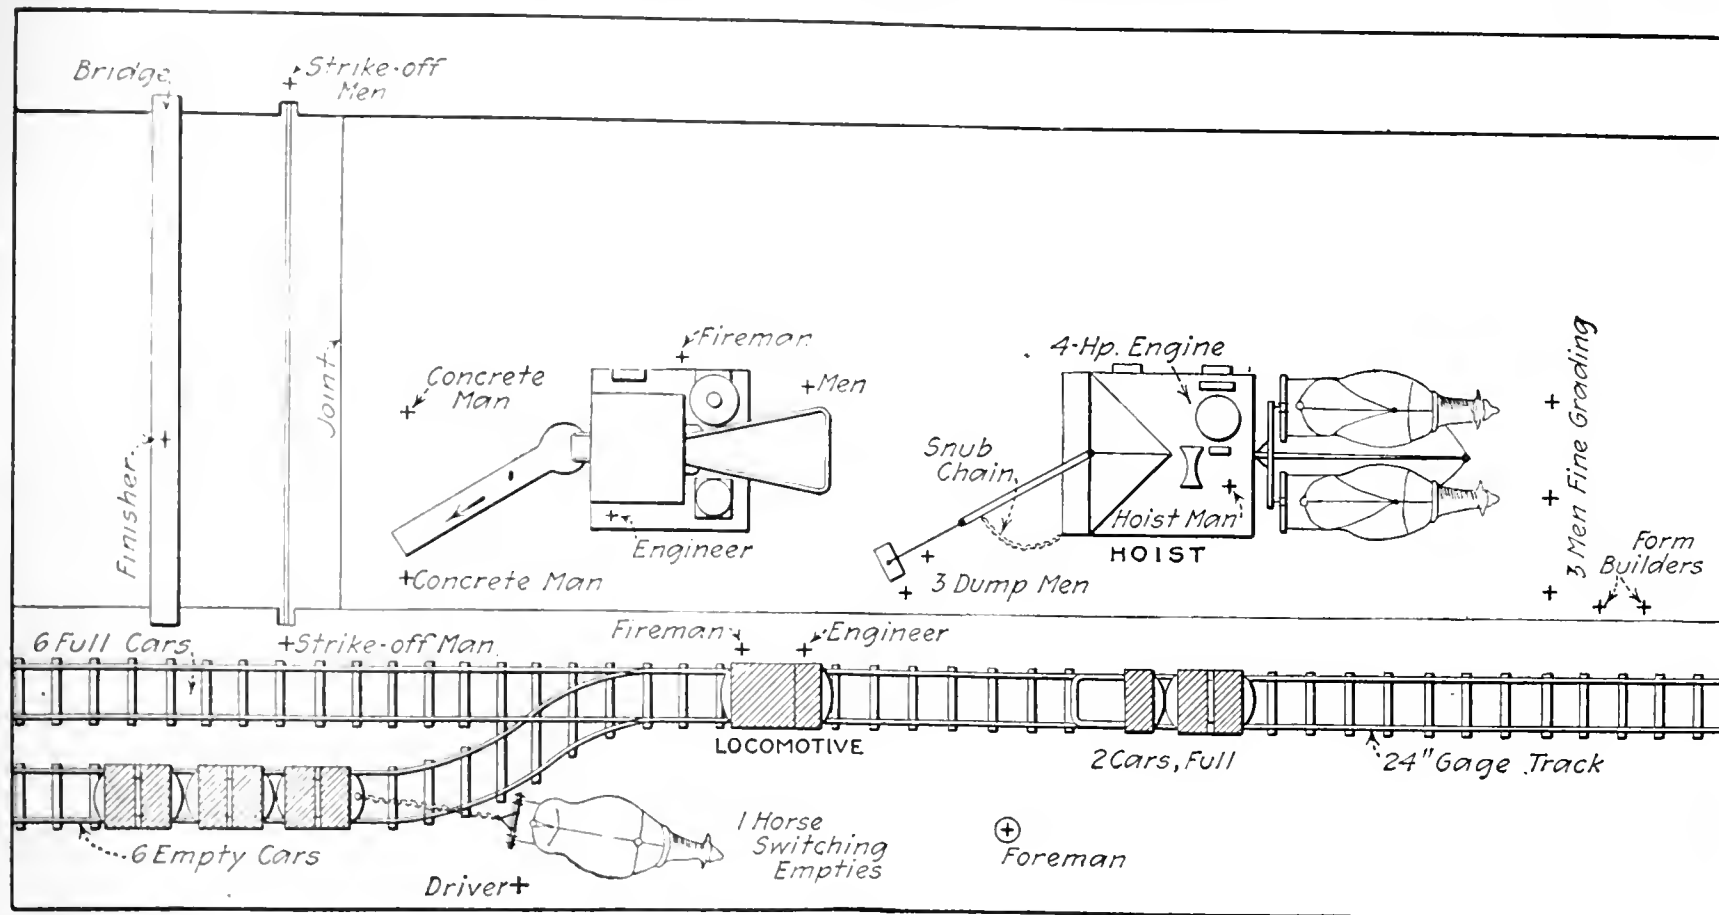 Bridge
Strike-off
Men
Joint
Finisher
Concrete
Man
Fireman
Men
Engineer
Concrete Man
4-Hp. Engine
Snub
Chain
Hoist Man
HOIST
3 Dump Men
3 Men Fine Grading
Form
Builders
6 Full Cars
Strike-off Man
Fireman
Engineer
LOCOMOTIVE
2 Cars, Full
24" Gage Track
6 Empty Cars
1 Horse
Switching
Empties
Driver
Foreman